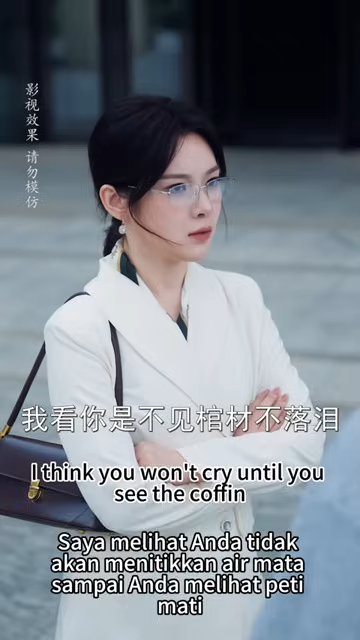 影视效果 请勿模仿
我看你是不见棺材不落泪
I think you won't cry until you
see the coffin
Saya melihat Anda tidak
akan menitikkan air mata
sampai Anda melihat peti
mati